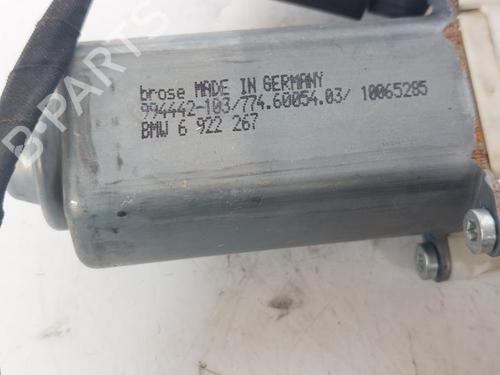 B-PARTS
brose MADE IN GERMANY
994442-103/774.60054.03/ 10065285
BMW 6 922 267